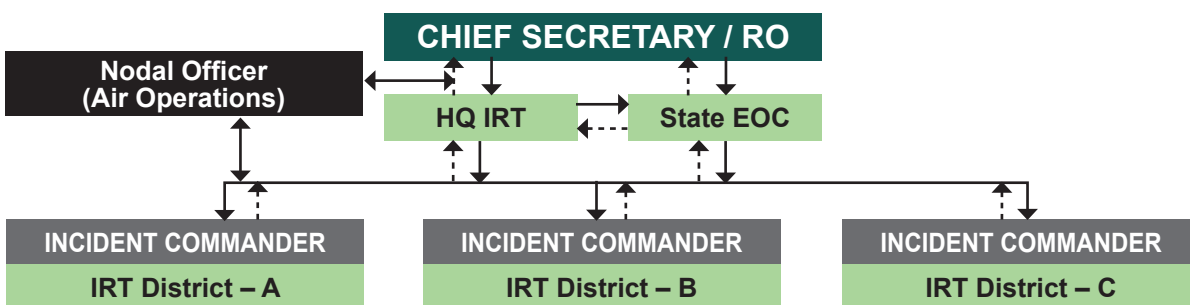 CHIEF SECRETARY / RO
Nodal Officer
(Air Operations)
HQ IRT
State EOC
INCIDENT COMMANDER
IRT District – A
INCIDENT COMMANDER
IRT District – B
INCIDENT COMMANDER
IRT District – C